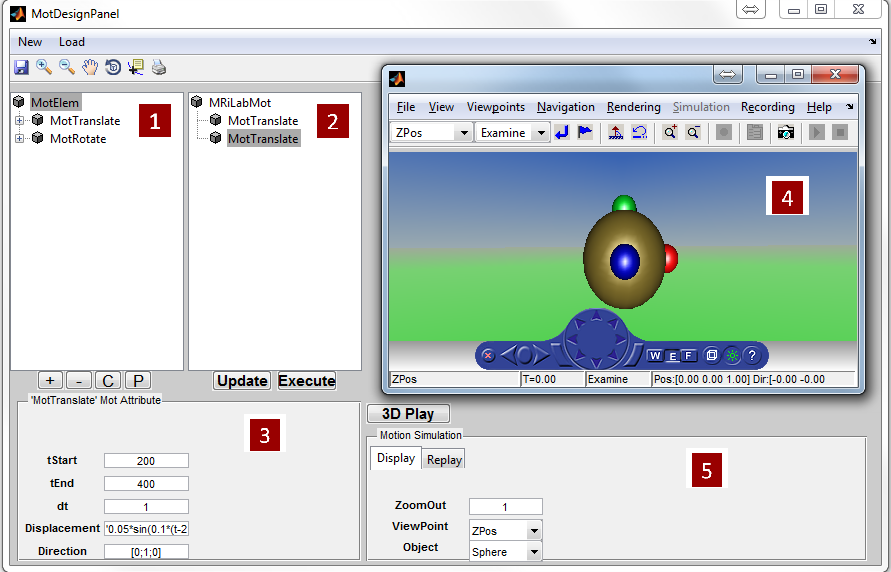 MotDesignPanel
New Load
MotElem
MotTranslate
MotRotate
1
MRiLabMot
MotTranslate
MotTranslate
2
File View Viewpoints Navigation Rendering Simulation Recording Help
ZPos Examine
4
W E F ?
ZPos T=0.00 Examine Pos:[0.00 0.00 1.00] Dir:[-0.00 -0.00
+ - C P
Update Execute
'MotTranslate' Mot Attribute
3
tStart 200
tEnd 400
dt 1
Displacement '0.05*sin(0.1*(t-2
Direction [0;1;0]
3D Play
Motion Simulation
Display Replay
5
ZoomOut 1
ViewPoint ZPos
Object Sphere